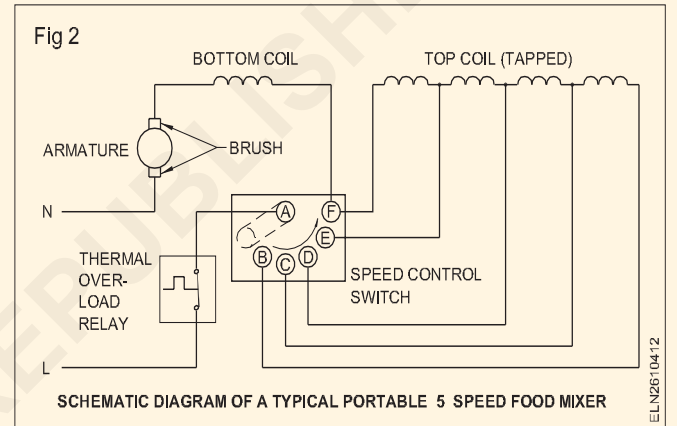 Fig 2
BOTTOM COIL
TOP COIL (TAPPED)
ARMATURE
BRUSH
N
A
F
E
B
C
D
THERMAL
OVER-
LOAD
RELAY
SPEED CONTROL
SWITCH
L
SCHEMATIC DIAGRAM OF A TYPICAL PORTABLE 5 SPEED FOOD MIXER
ELN2610412
REPUBLISH